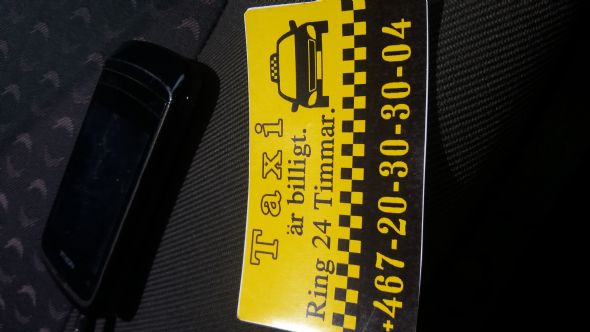 Taxi
är billigt.
Ring 24 Timmar.
+467-20-30-30-04